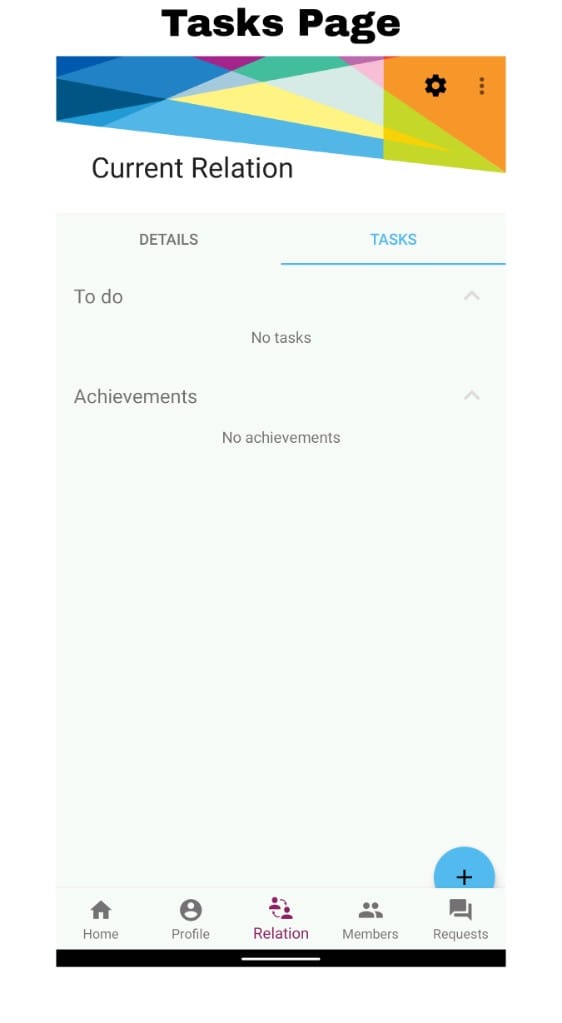 Tasks Page
Current Relation
DETAILS TASKS
To do
No tasks
Achievements
No achievements
+
Home Profile Relation Members Requests